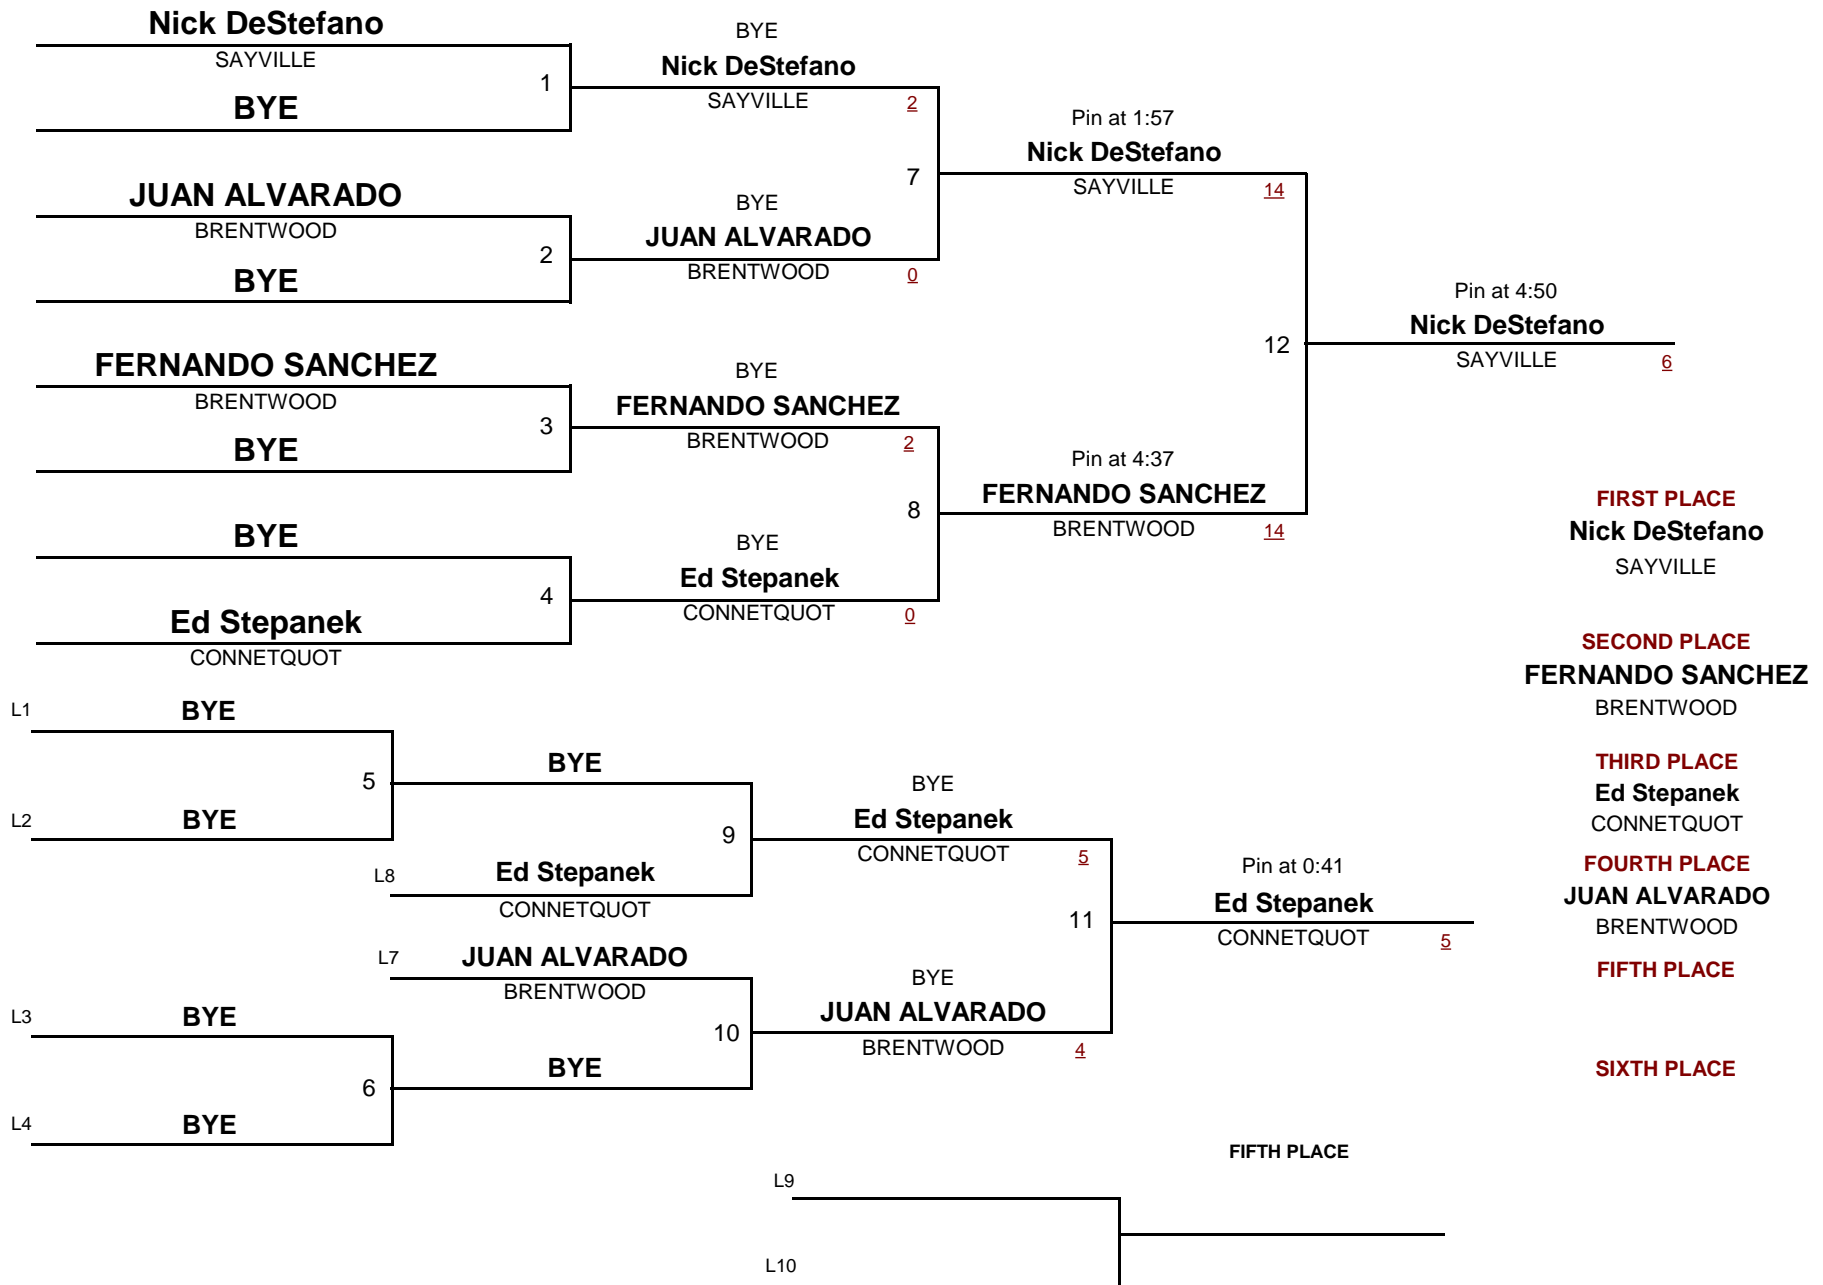 Nick DeStefano
SAYVILLE
1
BYE
BYE
Nick DeStefano
SAYVILLE
2
JUAN ALVARADO
BRENTWOOD
2
BYE
BYE
JUAN ALVARADO
BRENTWOOD
0
7
Pin at 1:57
Nick DeStefano
SAYVILLE
14
FERNANDO SANCHEZ
BRENTWOOD
3
BYE
BYE
FERNANDO SANCHEZ
BRENTWOOD
2
BYE
4
Ed Stepanek
CONNETQUOT
BYE
Ed Stepanek
CONNETQUOT
0
8
Pin at 4:37
FERNANDO SANCHEZ
BRENTWOOD
14
12
Pin at 4:50
Nick DeStefano
SAYVILLE
6
FIRST PLACE
Nick DeStefano
SAYVILLE
SECOND PLACE
FERNANDO SANCHEZ
BRENTWOOD
THIRD PLACE
Ed Stepanek
CONNETQUOT
FOURTH PLACE
JUAN ALVARADO
BRENTWOOD
FIFTH PLACE
SIXTH PLACE
L1
BYE
5
L2
BYE
BYE
9
L8
Ed Stepanek
CONNETQUOT
BYE
Ed Stepanek
CONNETQUOT
5
L7
JUAN ALVARADO
BRENTWOOD
10
L3
BYE
6
L4
BYE
BYE
BYE
JUAN ALVARADO
BRENTWOOD
4
11
Pin at 0:41
Ed Stepanek
CONNETQUOT
5
FIFTH PLACE
L9
L10